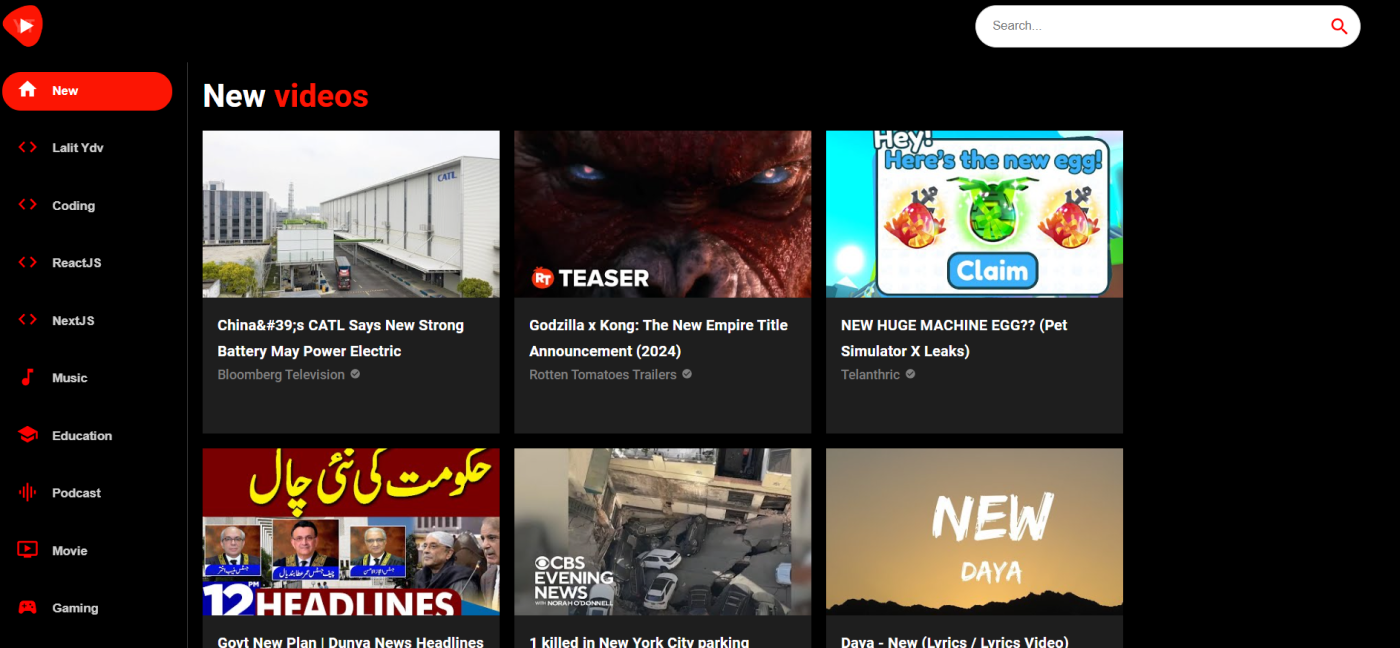 Search...
New
Lalit Ydv
Coding
ReactJS
NextJS
Music
Education
Podcast
Movie
Gaming
New videos
CATL
China&#39;s CATL Says New Strong
Battery May Power Electric
Bloomberg Television
RT TEASER
Godzilla x Kong: The New Empire Title
Announcement (2024)
Rotten Tomatoes Trailers
Hey!
Here's the new egg!
Claim
NEW HUGE MACHINE EGG?? (Pet
Simulator X Leaks)
Telanthric
حکومت کی نئی چال
12 PM HEADLINES
Govt New Plan | Dunya News Headlines
CBS
EVENING
NEWS
WITH NORAH O'DONNELL
1 killed in New York City parking
NEW
DAYA
Daya - New (Lyrics / Lyrics Video)